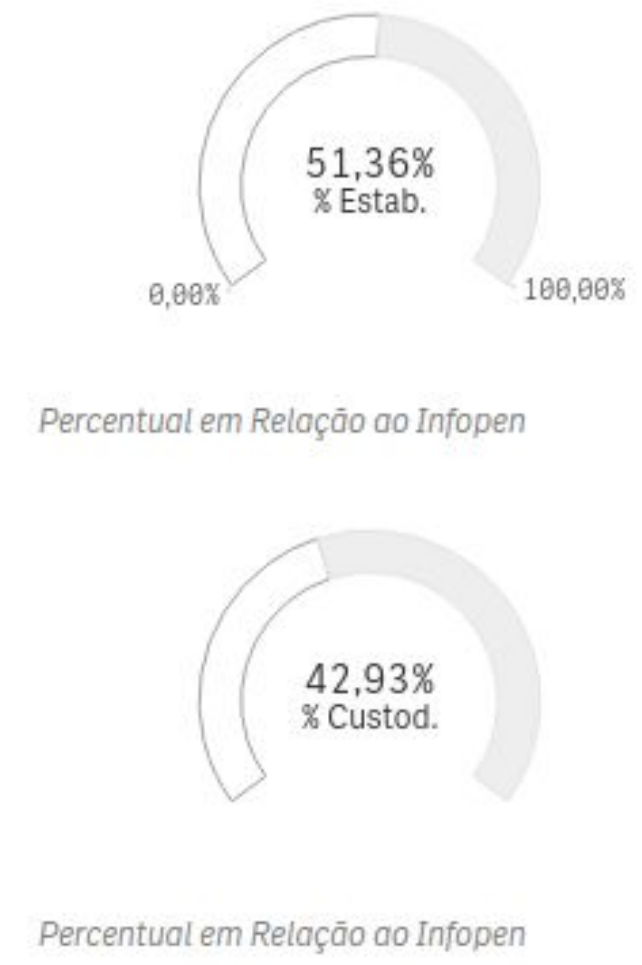 51,36%
% Estab.
0,00%
100,00%
Percentual em Relação ao Infopen
42,93%
% Custod.
Percentual em Relação ao Infopen